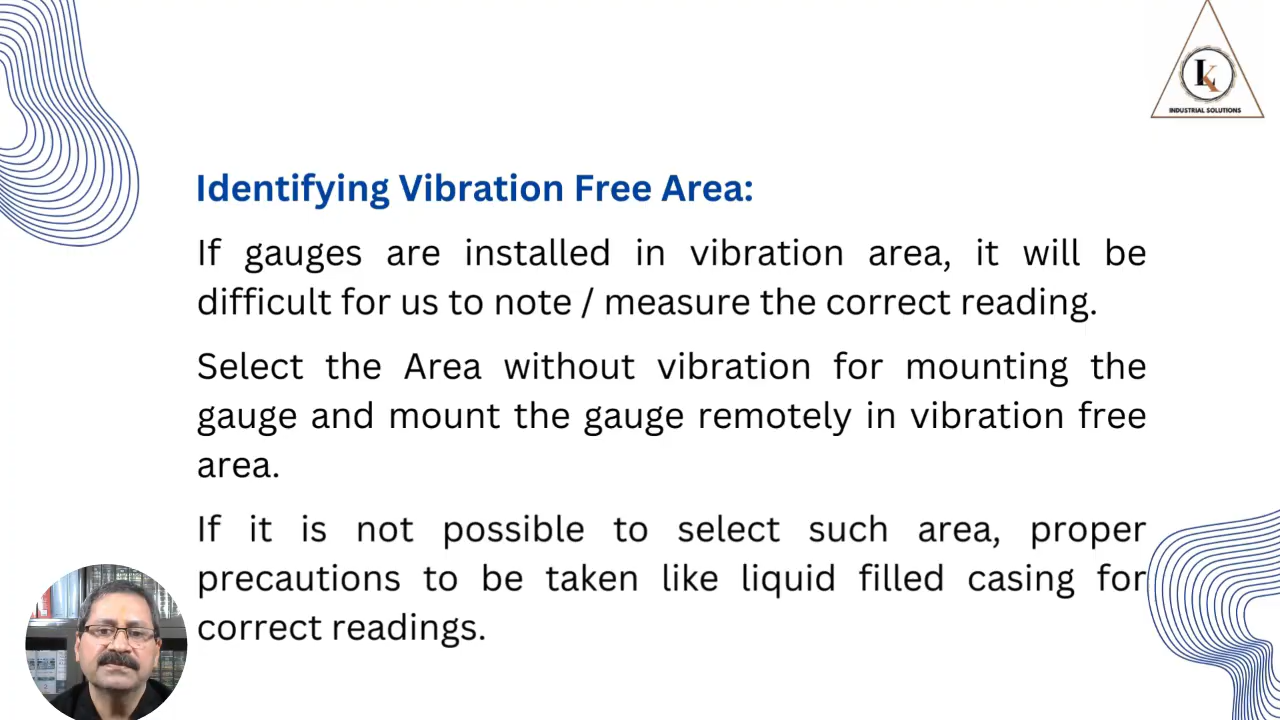 LK
INDUSTRIAL SOLUTIONS
Identifying Vibration Free Area:
If gauges are installed in vibration area, it will be
difficult for us to note / measure the correct reading.
Select the Area without vibration for mounting the
gauge and mount the gauge remotely in vibration free
area.
If it is not possible to select such area, proper
precautions to be taken like liquid filled casing for
correct readings.